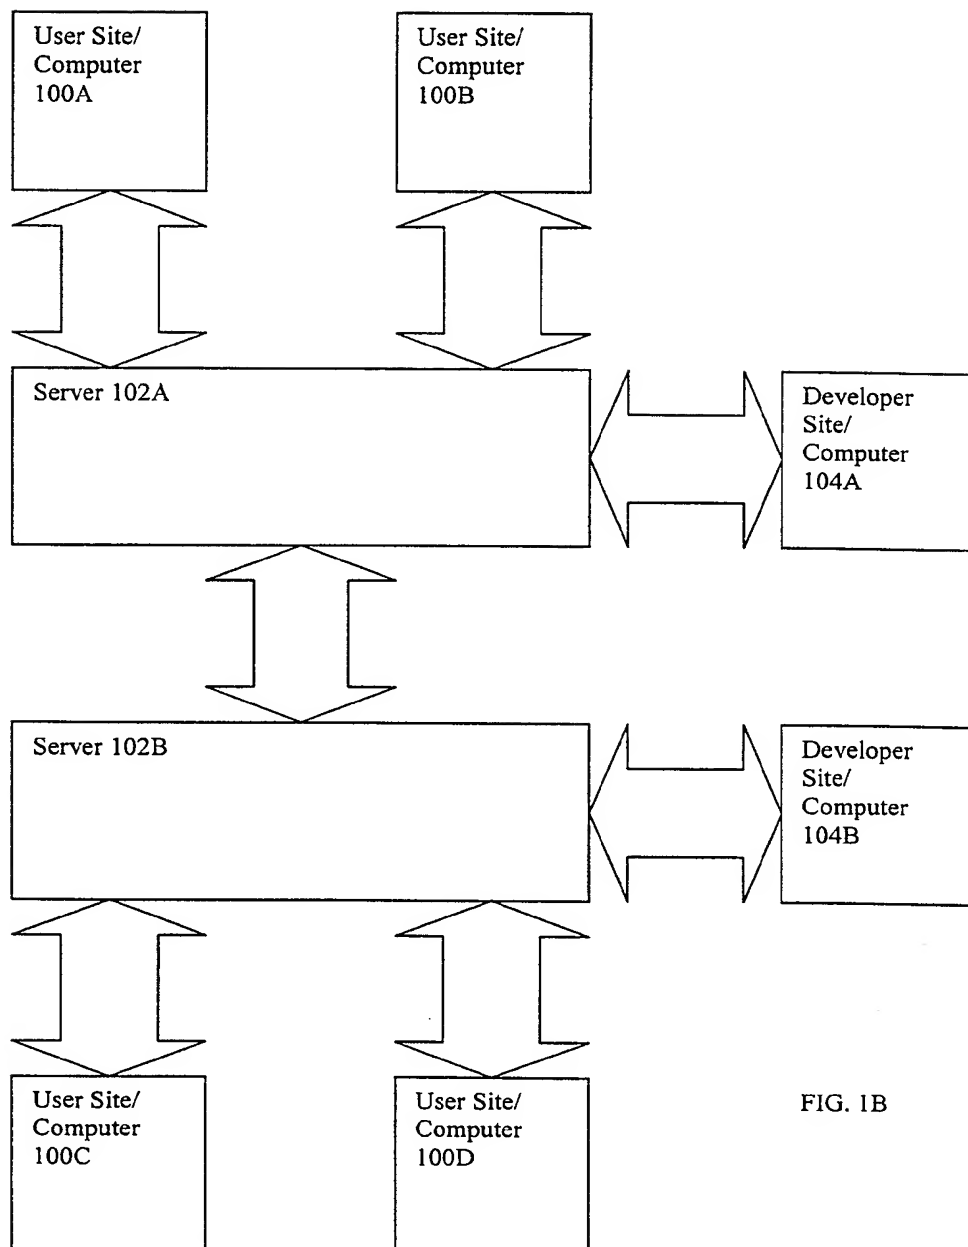 User Site/
Computer
100A
User Site/
Computer
100B
Server 102A
Developer
Site/
Computer
104A
Server 102B
Developer
Site/
Computer
104B
User Site/
Computer
100C
User Site/
Computer
100D
FIG. 1B